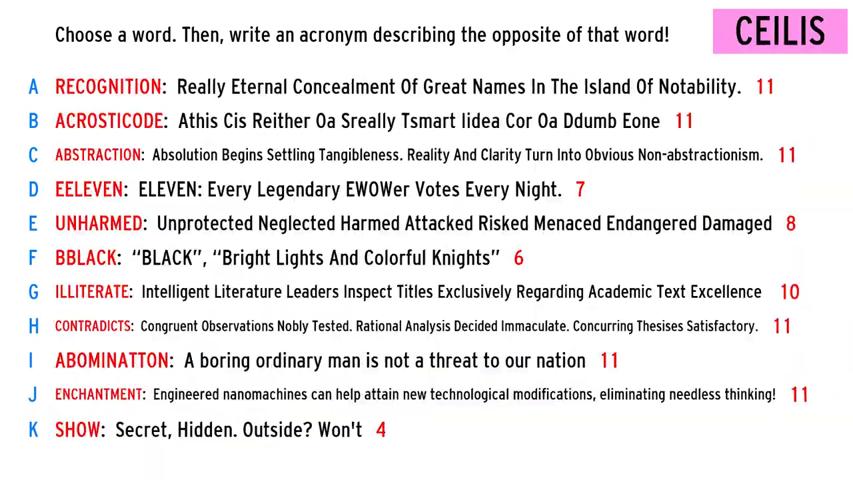 Choose a word. Then, write an acronym describing the opposite of that word!
CEILIS
A RECOGNITION: Really Eternal Concealment Of Great Names In The Island Of Notability. 11
B ACROSTICODE: Athis Cis Reither Oa Sreally Tsmart Iidea Cor Oa Ddumb Eone 11
C ABSTRACTION: Absolution Begins Settling Tangibleness. Reality And Clarity Turn Into Obvious Non-abstractionism. 11
D EELEVEN: ELEVEN: Every Legendary EWOWer Votes Every Night. 7
E UNHARMED: Unprotected Neglected Harmed Attacked Risked Menaced Endangered Damaged 8
F BBLACK: “BLACK”, “Bright Lights And Colorful Knights” 6
G ILLITERATE: Intelligent Literature Leaders Inspect Titles Exclusively Regarding Academic Text Excellence 10
H CONTRADICTS: Congruent Observations Nobly Tested. Rational Analysis Decided Immaculate. Concurring Thesises Satisfactory. 11
I ABOMINATTON: A boring ordinary man is not a threat to our nation 11
J ENCHANTMENT: Engineered nanomachines can help attain new technological modifications, eliminating needless thinking! 11
K SHOW: Secret, Hidden. Outside? Won't 4